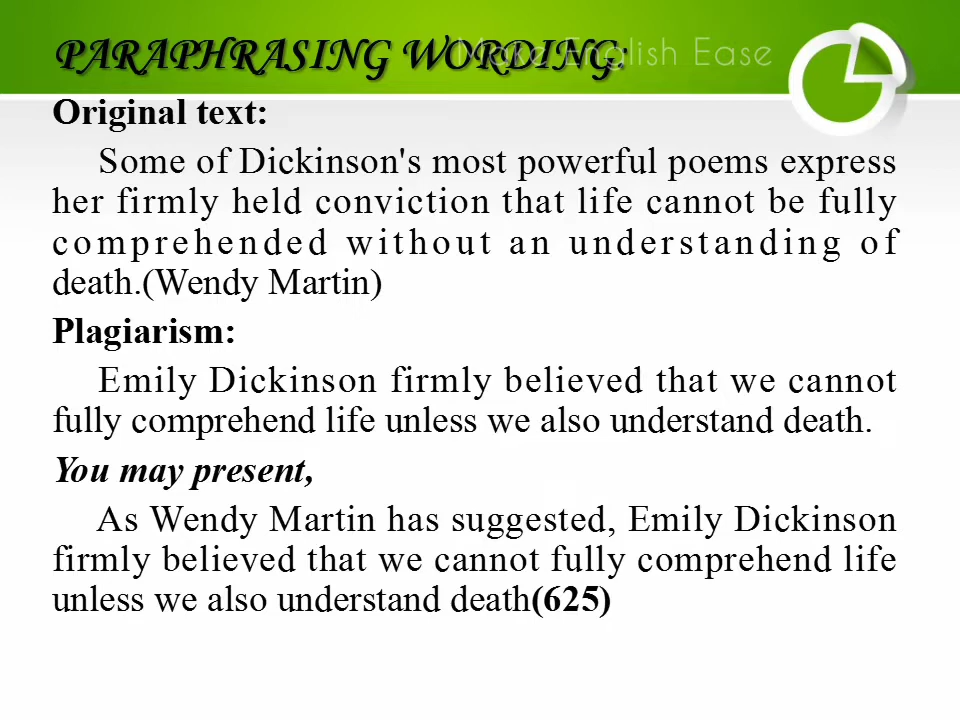 PARAPHRASING WORDING:
Make English Ease
Original text:
Some of Dickinson's most powerful poems express
her firmly held conviction that life cannot be fully
comprehended without an understanding of
death.(Wendy Martin)
Plagiarism:
Emily Dickinson firmly believed that we cannot
fully comprehend life unless we also understand death.
You may present,
As Wendy Martin has suggested, Emily Dickinson
firmly believed that we cannot fully comprehend life
unless we also understand death(625)